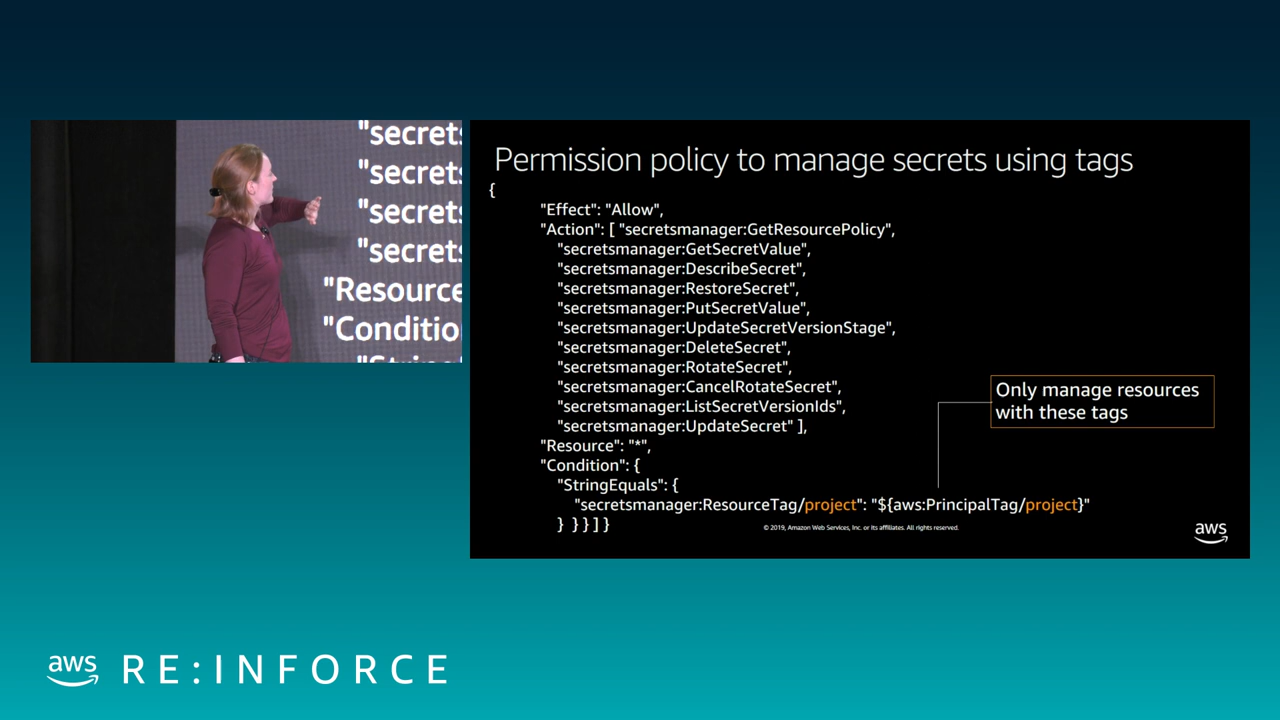 "secrets
"secrets
"secrets
"secrets
"Resource
"Conditio
Permission policy to manage secrets using tags
{
"Effect": "Allow",
"Action": [ "secretsmanager:GetResourcePolicy",
"secretsmanager:GetSecretValue",
"secretsmanager:DescribeSecret",
"secretsmanager:RestoreSecret",
"secretsmanager:PutSecretValue",
"secretsmanager:UpdateSecretVersionStage",
"secretsmanager:DeleteSecret",
"secretsmanager:RotateSecret",
"secretsmanager:CancelRotateSecret",
"secretsmanager:ListSecretVersionIds",
"secretsmanager:UpdateSecret" ],
"Resource": "*",
"Condition": {
"StringEquals": {
"secretsmanager:ResourceTag/project": "${aws:PrincipalTag/project}"
} } } ] }
Only manage resources
with these tags
© 2019, Amazon Web Services, Inc. or its affiliates. All rights reserved.
aws
aws RE:INFORCE